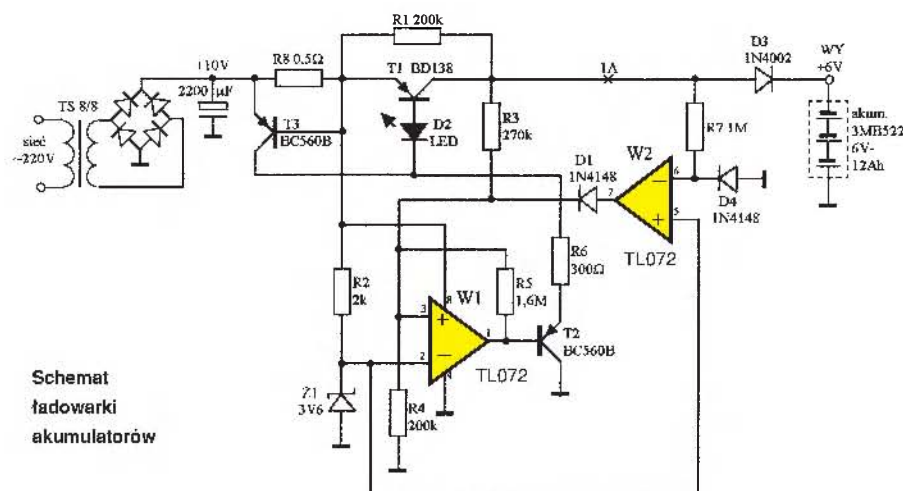 R1 200k
+10V
R8 0.5Ω
T1 BD138
1A
D3
1N4002
WY
+6V
2200 µF
TS 8/8
sieć
~220V
T3
BC560B
D2
LED
R3
270k
R7 1M
akum.
3MB522
6V-
12Ah
D1
1N4148
W2
7
6
5
D4
1N4148
TL072
R6
300Ω
R2
2k
R5
1,6M
W1
8
3
2
1
4
TL072
T2
BC560B
Z1
3V6
R4
200k
Schemat
ładowarki
akumulatorów